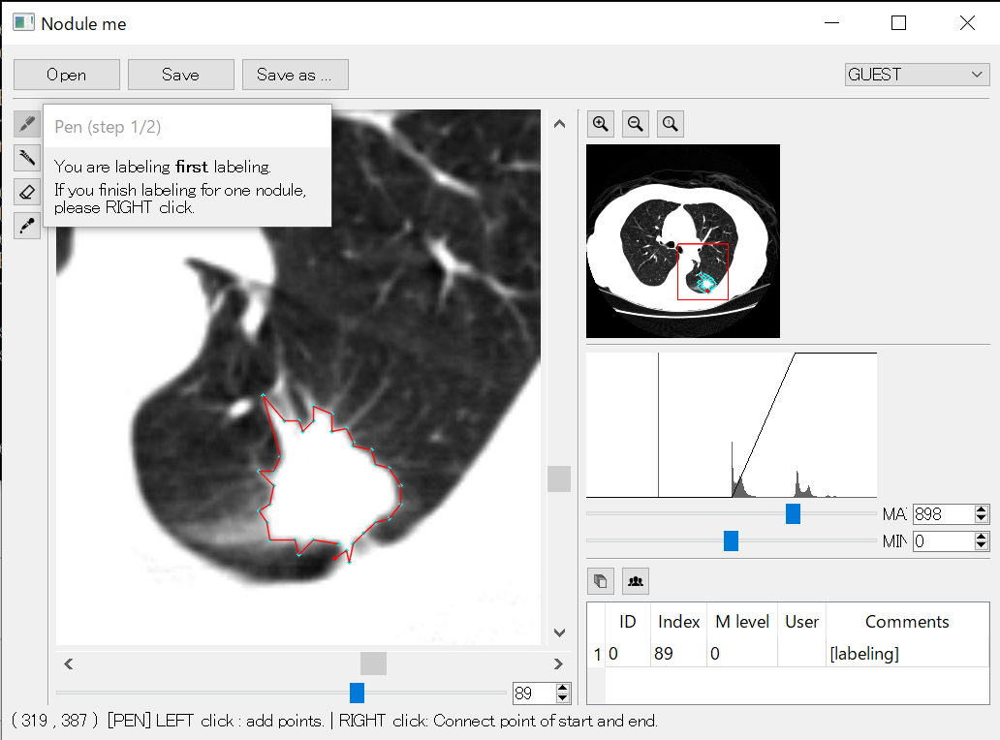 Nodule me
Open Save Save as ... GUEST
Pen (step 1/2)
You are labeling first labeling.
If you finish labeling for one nodule,
please RIGHT click.
MA 898
MIN 0
ID Index M level User Comments
1 0 89 0 [labeling]
89
( 319 , 387 ) [PEN] LEFT click : add points. | RIGHT click: Connect point of start and end.